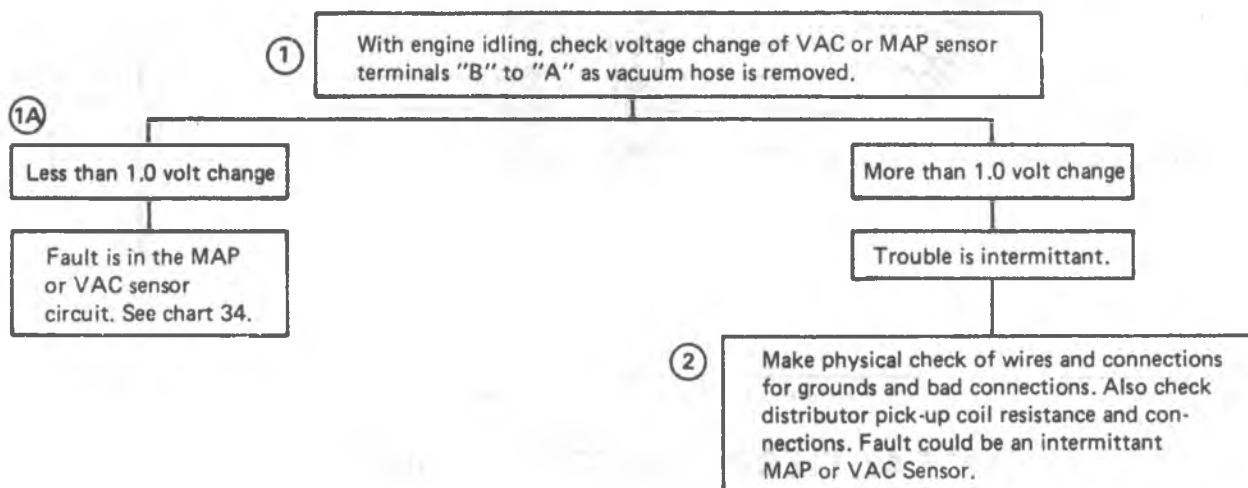 1
With engine idling, check voltage change of VAC or MAP sensor
terminals "B" to "A" as vacuum hose is removed.
1A
Less than 1.0 volt change
Fault is in the MAP
or VAC sensor
circuit. See chart 34.
More than 1.0 volt change
Trouble is intermittant.
2
Make physical check of wires and connections
for grounds and bad connections. Also check
distributor pick-up coil resistance and con-
nections. Fault could be an intermittant
MAP or VAC Sensor.